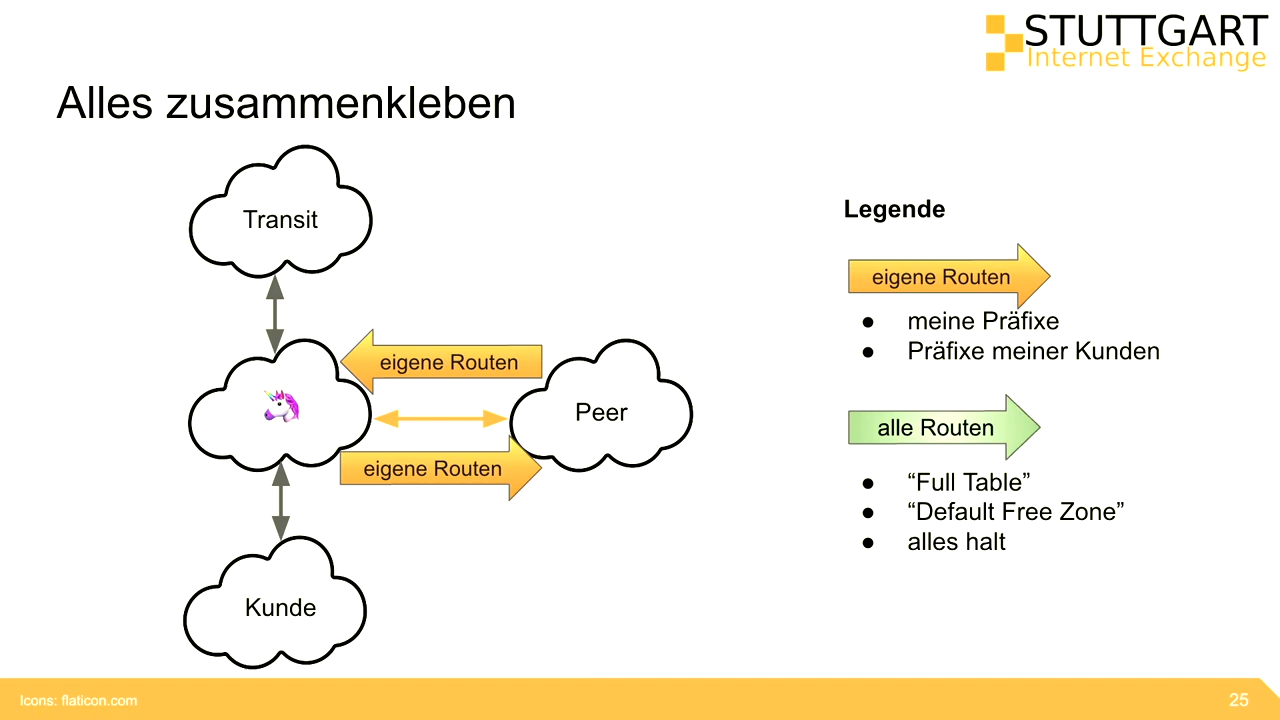 STUTTGART
Internet Exchange
Alles zusammenkleben
Transit
eigene Routen
Peer
eigene Routen
Kunde
Legende
eigene Routen
● meine Präfixe
● Präfixe meiner Kunden
alle Routen
● “Full Table”
● “Default Free Zone”
● alles halt
Icons: flaticon.com
25